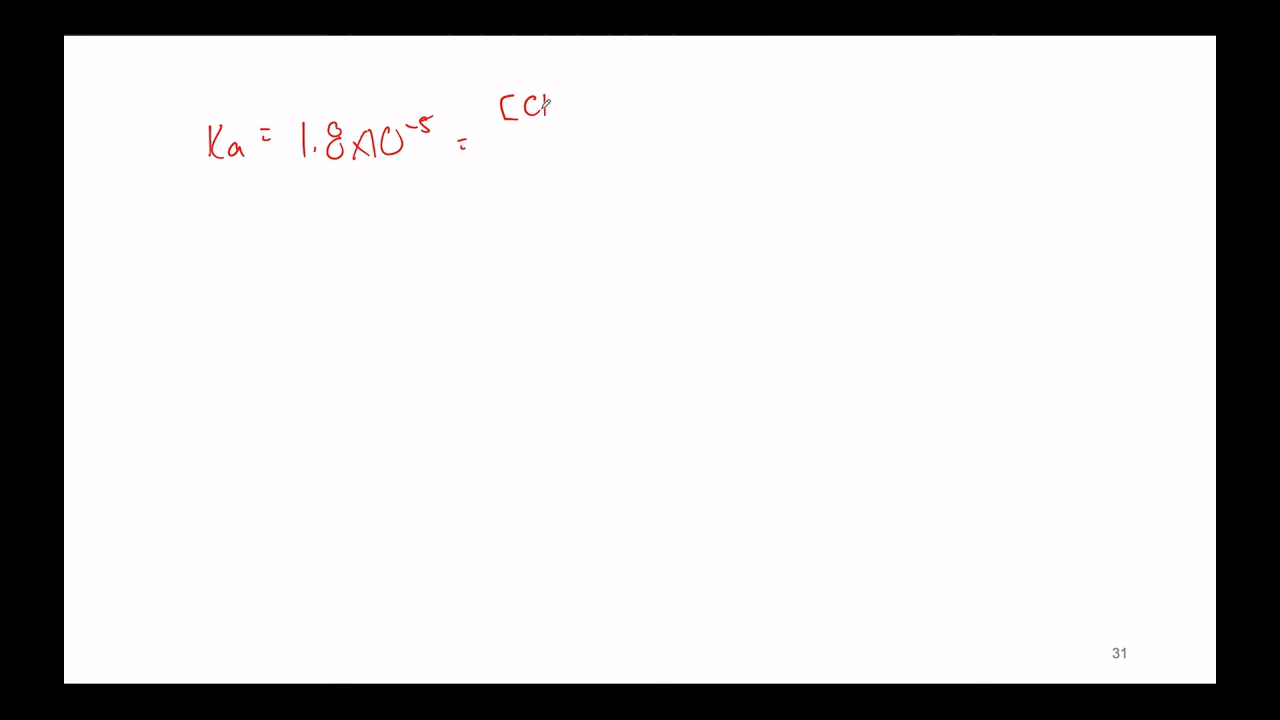 Ka = 1.8x10⁻⁵ = [C
31